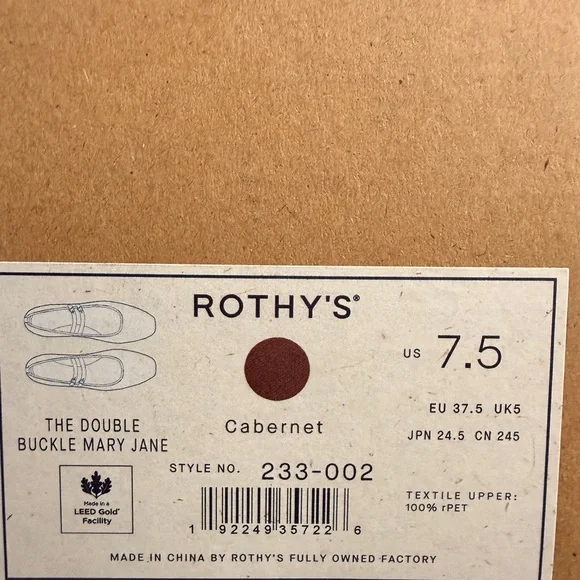 ROTHY'S®
Cabernet
US 7.5
EU 37.5 UK5
JPN 24.5 CN 245
THE DOUBLE
BUCKLE MARY JANE
STYLE NO. 233-002
Made in a
LEED Gold®
Facility
1 92249 35722 6
TEXTILE UPPER:
100% rPET
MADE IN CHINA BY ROTHY'S FULLY OWNED FACTORY